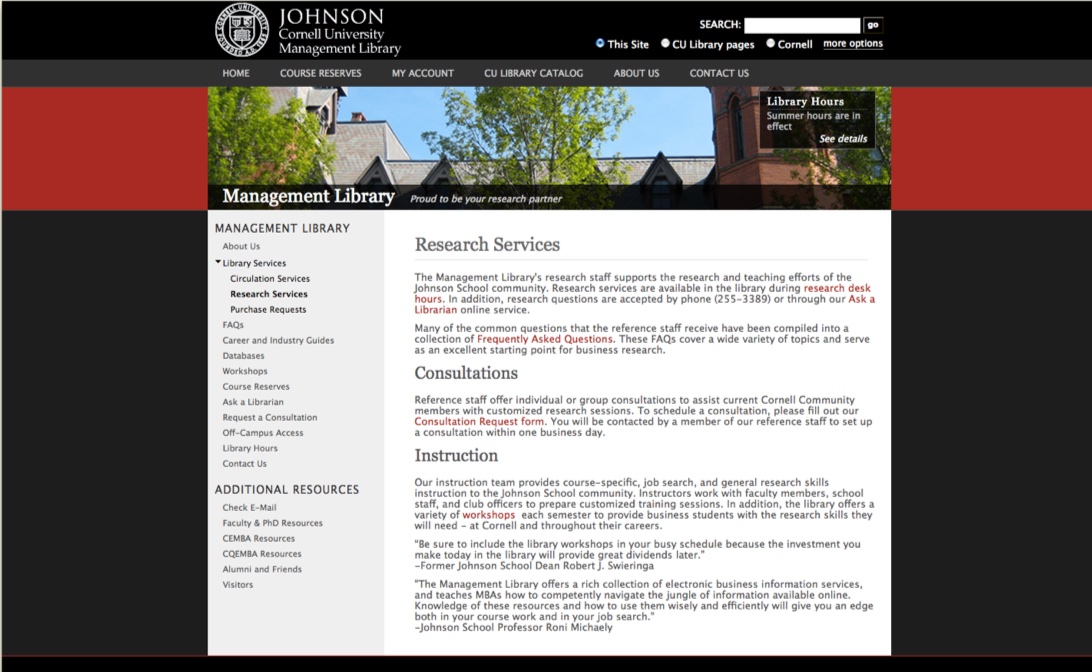 JOHNSON
Cornell University
Management Library
SEARCH:
go
This Site
CU Library pages
Cornell
more options
HOME
COURSE RESERVES
MY ACCOUNT
CU LIBRARY CATALOG
ABOUT US
CONTACT US
Library Hours
Summer hours are in
effect
See details
Management Library
Proud to be your research partner
MANAGEMENT LIBRARY
About Us
Library Services
Circulation Services
Research Services
Purchase Requests
FAQs
Career and Industry Guides
Databases
Workshops
Course Reserves
Ask a Librarian
Request a Consultation
Off-Campus Access
Library Hours
Contact Us
ADDITIONAL RESOURCES
Check E-Mail
Faculty & PhD Resources
CEMBA Resources
CQEMBA Resources
Alumni and Friends
Visitors
Research Services
The Management Library's research staff supports the research and teaching efforts of the
Johnson School community. Research services are available in the library during research desk
hours. In addition, research questions are accepted by phone (255-3389) or through our Ask a
Librarian online service.
Many of the common questions that the reference staff receive have been compiled into a
collection of Frequently Asked Questions. These FAQs cover a wide variety of topics and serve
as an excellent starting point for business research.
Consultations
Reference staff offer individual or group consultations to assist current Cornell Community
members with customized research sessions. To schedule a consultation, please fill out our
Consultation Request form. You will be contacted by a member of our reference staff to set up
a consultation within one business day.
Instruction
Our instruction team provides course-specific, job search, and general research skills
instruction to the Johnson School community. Instructors work with faculty members, school
staff, and club officers to prepare customized training sessions. In addition, the library offers a
variety of workshops each semester to provide business students with the research skills they
will need - at Cornell and throughout their careers.
"Be sure to include the library workshops in your busy schedule because the investment you
make today in the library will provide great dividends later."
-Former Johnson School Dean Robert J. Swieringa
"The Management Library offers a rich collection of electronic business information services,
and teaches MBAs how to competently navigate the jungle of information available online.
Knowledge of these resources and how to use them wisely and efficiently will give you an edge
both in your course work and in your job search."
-Johnson School Professor Roni Michaely